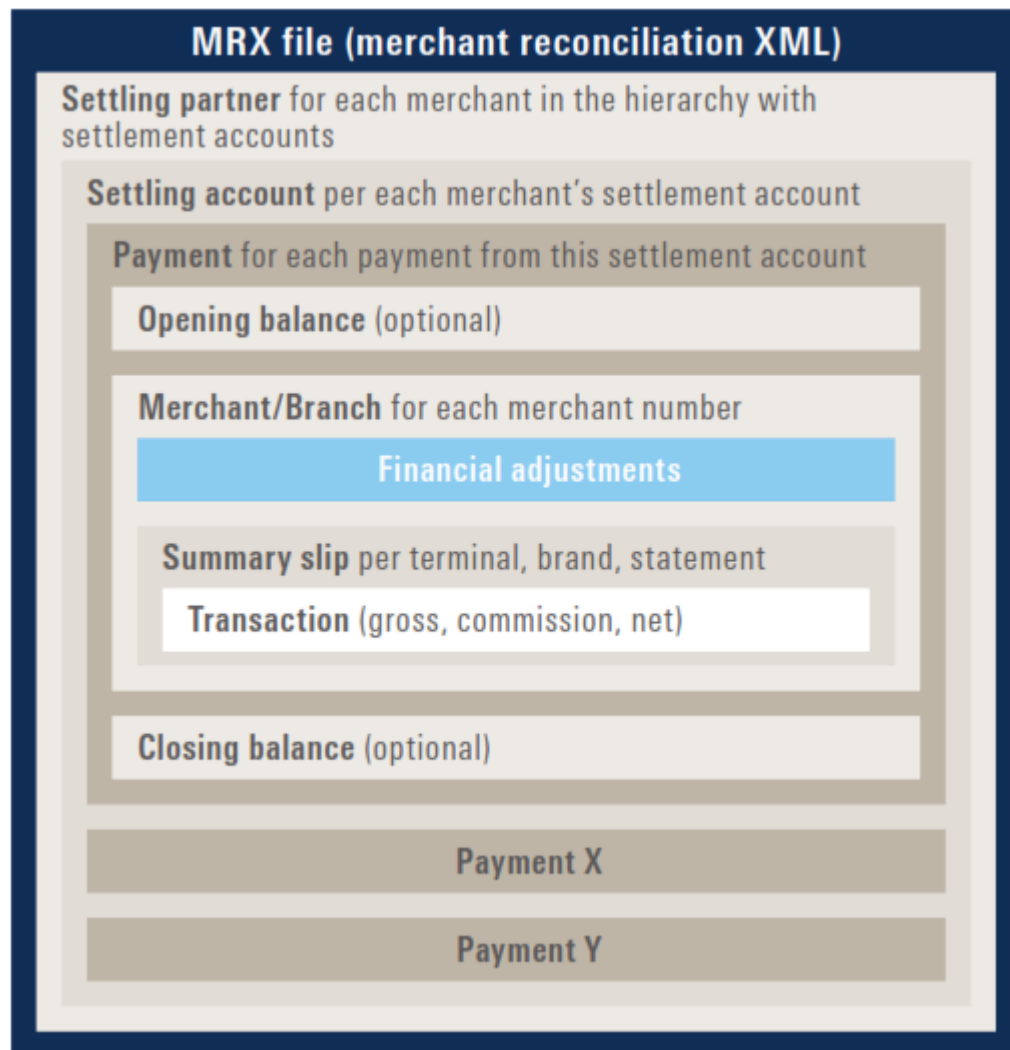 MRX file (merchant reconciliation XML)
Settling partner for each merchant in the hierarchy with
settlement accounts
Settling account per each merchant's settlement account
Payment for each payment from this settlement account
Opening balance (optional)
Merchant/Branch for each merchant number
Financial adjustments
Summary slip per terminal, brand, statement
Transaction (gross, commission, net)
Closing balance (optional)
Payment X
Payment Y